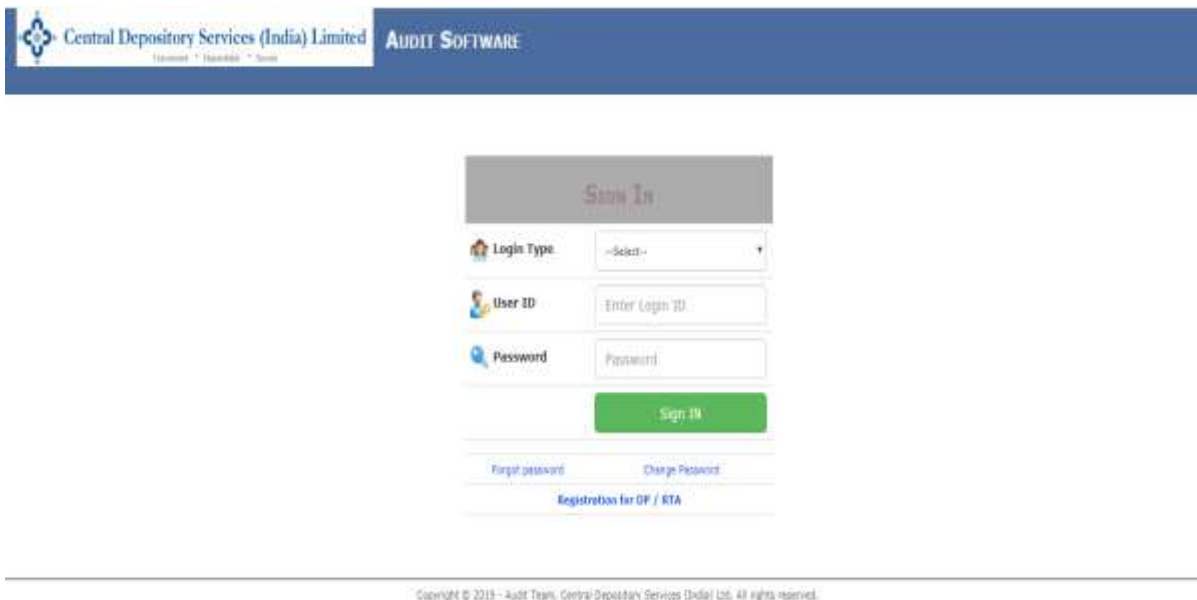 Central Depository Services (India) Limited
AUDIT SOFTWARE
SIGN IN
Login Type
--Select--
User ID
Enter Login ID
Password
Password
Sign IN
Forgot password
Change Password
Registration for DP / RTA
Copyright © 2019 - Audit Team, Central Depository Services (India) Ltd. All rights reserved.